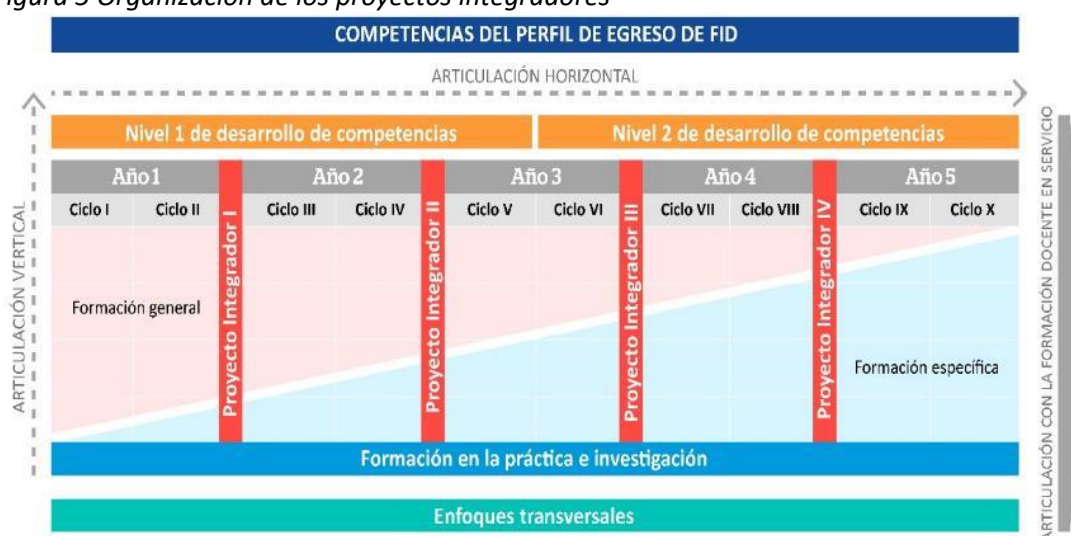 Figura 5 Organización de los proyectos integradores
COMPETENCIAS DEL PERFIL DE EGRESO DE FID
ARTICULACIÓN HORIZONTAL
Nivel 1 de desarrollo de competencias
Nivel 2 de desarrollo de competencias
Año 1
Año 2
Año 3
Año 4
Año 5
Ciclo I
Ciclo II
Ciclo III
Ciclo IV
Ciclo V
Ciclo VI
Ciclo VII
Ciclo VIII
Ciclo IX
Ciclo X
Proyecto Integrador I
Proyecto Integrador II
Proyecto Integrador III
Proyecto Integrador IV
Formación general
Formación específica
ARTICULACIÓN VERTICAL
ARTICULACIÓN CON LA FORMACIÓN DOCENTE EN SERVICIO
Formación en la práctica e investigación
Enfoques transversales